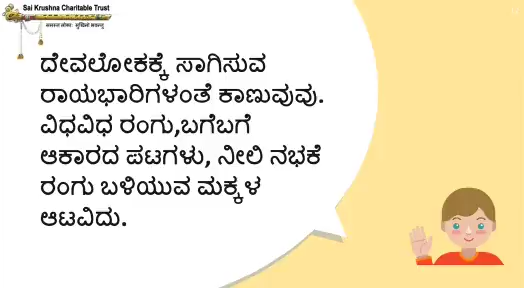 Sai Krushna Charitable Trust
ದೇವಲೋಕಕ್ಕೆ ಸಾಗಿಸುವ
ರಾಯಭಾರಿಗಳಂತೆ ಕಾಣುವುವು.
ವಿಧವಿಧ ರಂಗು,ಬಗೆಬಗೆ
ಆಕಾರದ ಪಟಗಳು, ನೀಲಿ ನಭಕೆ
ರಂಗು ಬಳಿಯುವ ಮಕ್ಕಳ
ಆಟವಿದು.